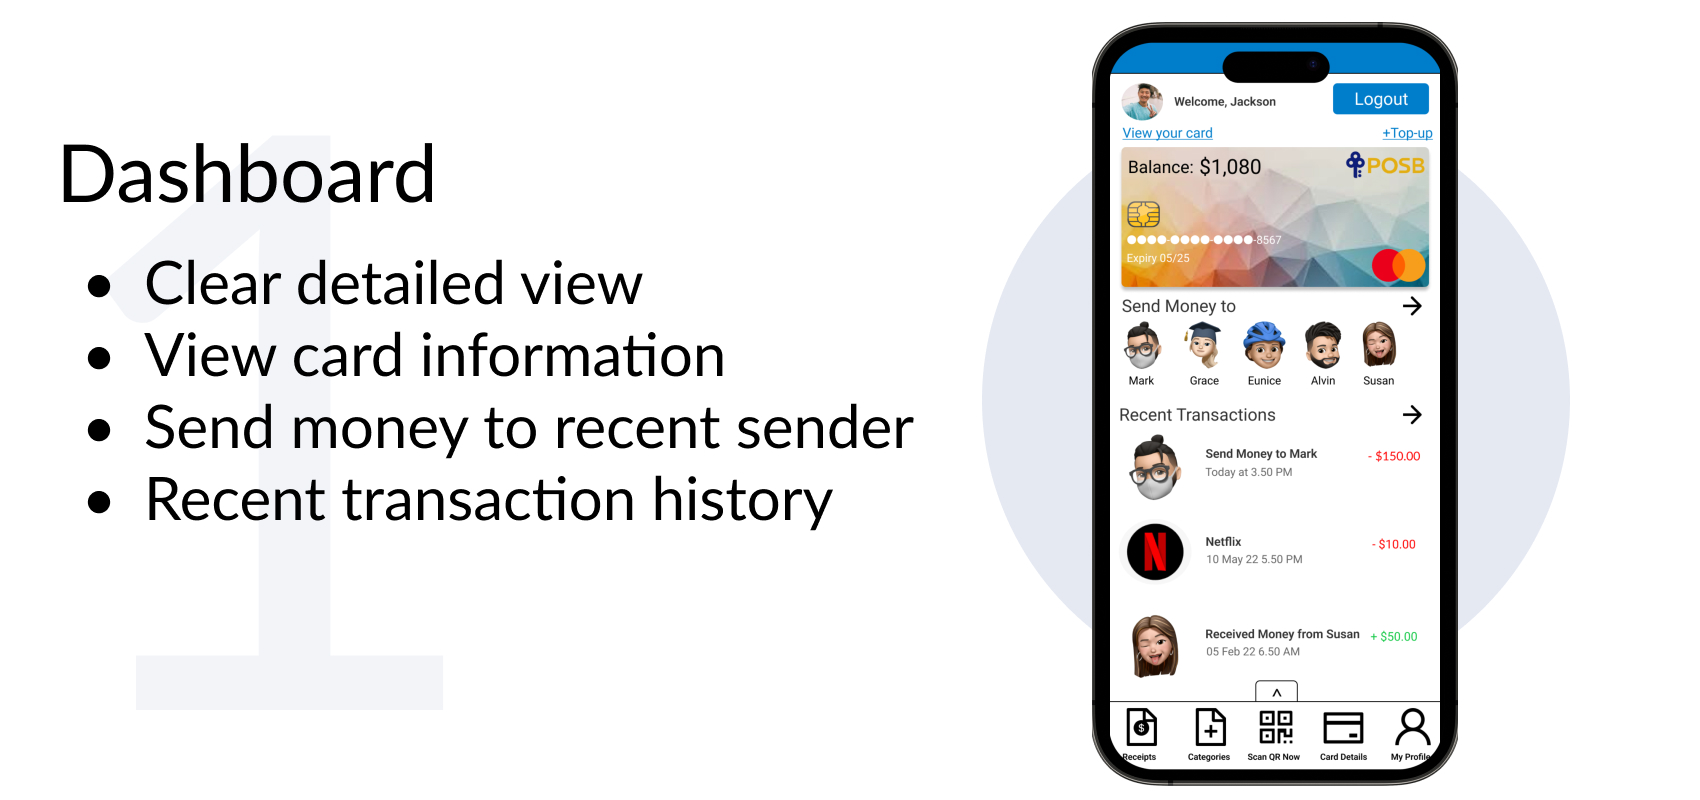 1
Dashboard
● Clear detailed view
● View card information
● Send money to recent sender
● Recent transaction history
Welcome, Jackson
Logout
View your card
+Top-up
Balance: $1,080
POSB
●●●●-●●●●-●●●●-8567
Expiry 05/25
Send Money to
Mark Grace Eunice Alvin Susan
Recent Transactions
Send Money to Mark
- $150.00
Today at 3.50 PM
N
Netflix
- $10.00
10 May 22 5.50 PM
Received Money from Susan
+ $50.00
05 Feb 22 6.50 AM
^
$
Receipts Categories Scan QR Now Card Details My Profile